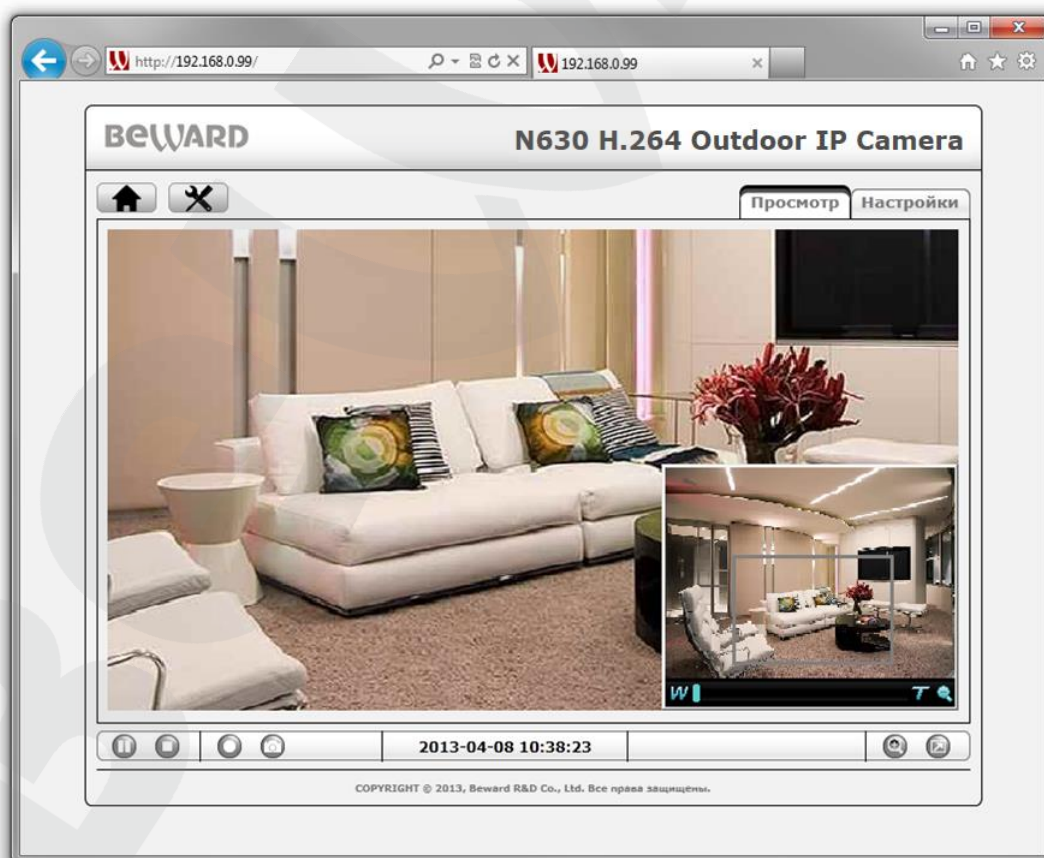 http://192.168.0.99/
192.168.0.99
BEWARD
N630 H.264 Outdoor IP Camera
Просмотр
Настройки
W
T
2013-04-08 10:38:23
COPYRIGHT © 2013, Beward R&D Co., Ltd. Все права защищены.